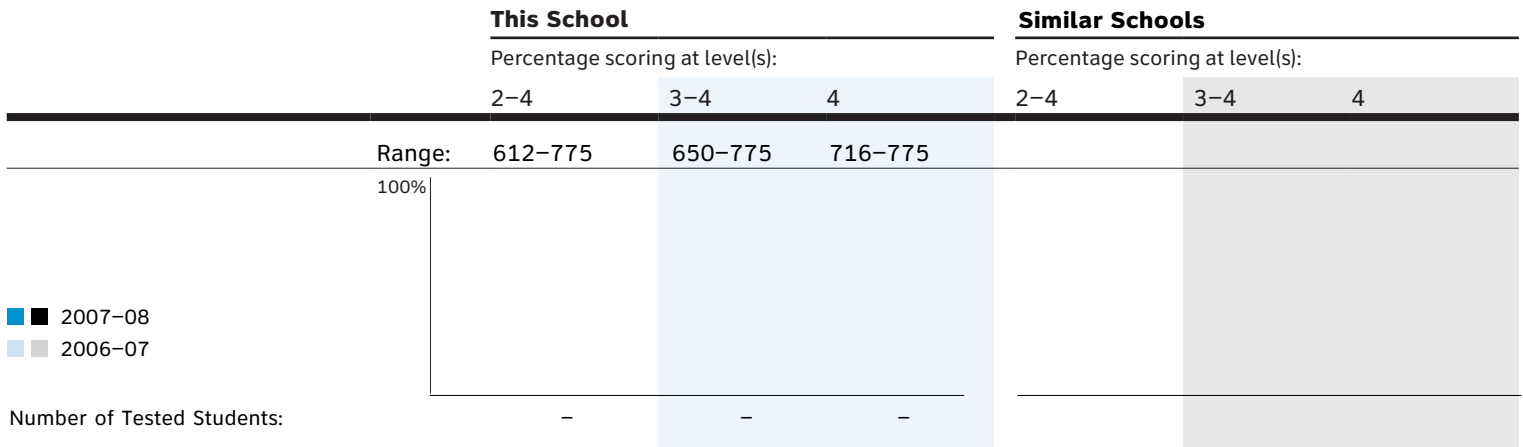 This School Similar Schools
Percentage scoring at level(s): Percentage scoring at level(s):
2–4 3–4 4 2–4 3–4 4
Range: 612–775 650–775 716–775
100%
2007–08
2006–07
Number of Tested Students: – – –